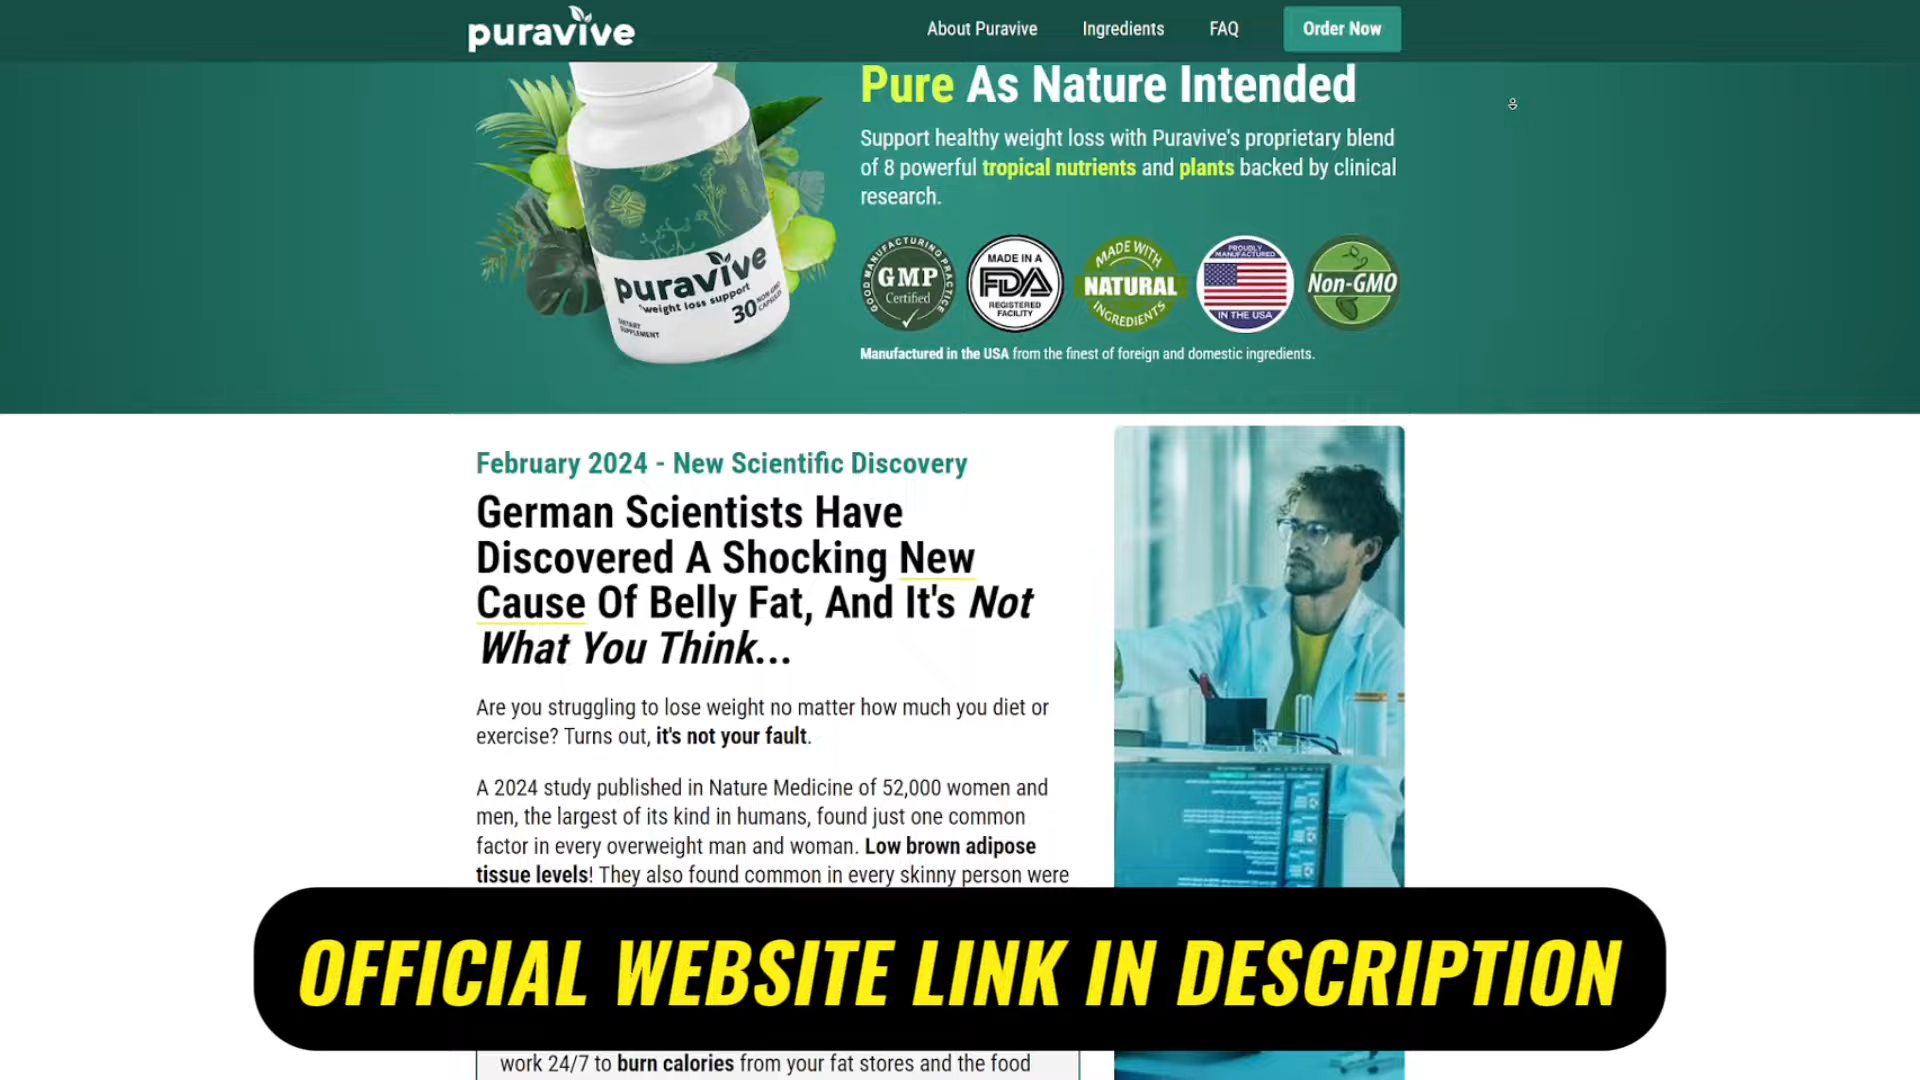 puravive
About Puravive
Ingredients
FAQ
Order Now
Pure As Nature Intended
Support healthy weight loss with Puravive's proprietary blend
of 8 powerful tropical nutrients and plants backed by clinical
research.
puravive
*weight loss support
DIETARY
SUPPLEMENT
30 NON-GMO
CAPSULES
GOOD MANUFACTURING PRACTICE
GMP
Certified
MADE IN A
FDA
REGISTERED
FACILITY
MADE WITH
NATURAL
INGREDIENTS
PROUDLY
MANUFACTURED
IN THE USA
Non-GMO
Manufactured in the USA from the finest of foreign and domestic ingredients.
February 2024 - New Scientific Discovery
German Scientists Have
Discovered A Shocking New
Cause Of Belly Fat, And It's Not
What You Think...
Are you struggling to lose weight no matter how much you diet or
exercise? Turns out, it's not your fault.
A 2024 study published in Nature Medicine of 52,000 women and
men, the largest of its kind in humans, found just one common
factor in every overweight man and woman. Low brown adipose
tissue levels! They also found common in every skinny person were
OFFICIAL WEBSITE LINK IN DESCRIPTION
work 24/7 to burn calories from your fat stores and the food